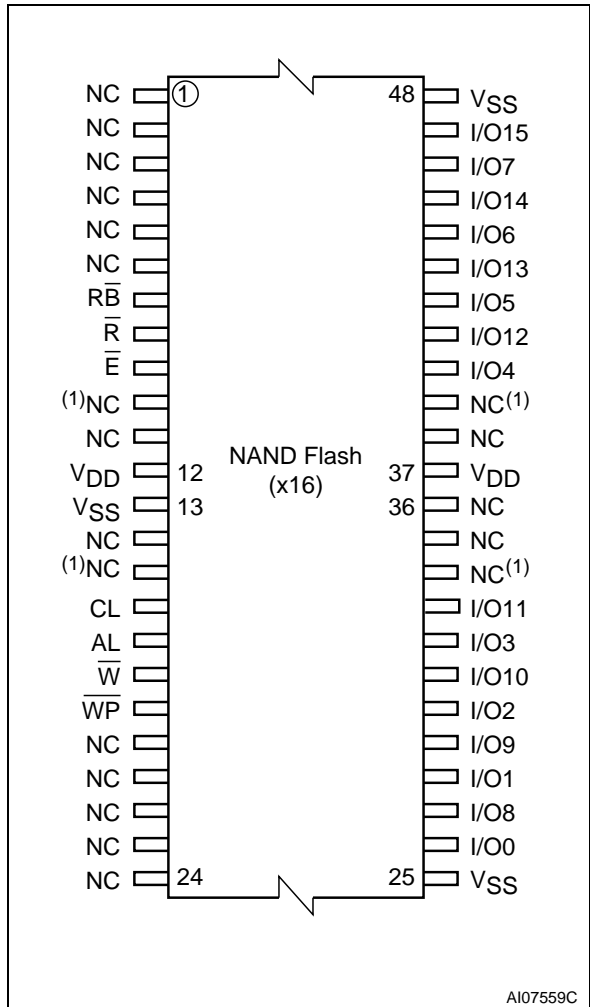 NC ① 48 VSS
NC I/O15
NC I/O7
NC I/O14
NC I/O6
NC I/O13
RB̅ I/O5
R̅ I/O12
E̅ I/O4
(1)NC NC(1)
NC NC
VDD 12 NAND Flash 37 VDD
(x16)
VSS 13 36 NC
NC NC
(1)NC NC(1)
CL I/O11
AL I/O3
W̅ I/O10
W̅P̅ I/O2
NC I/O9
NC I/O1
NC I/O8
NC I/O0
NC 24 25 VSS
AI07559C